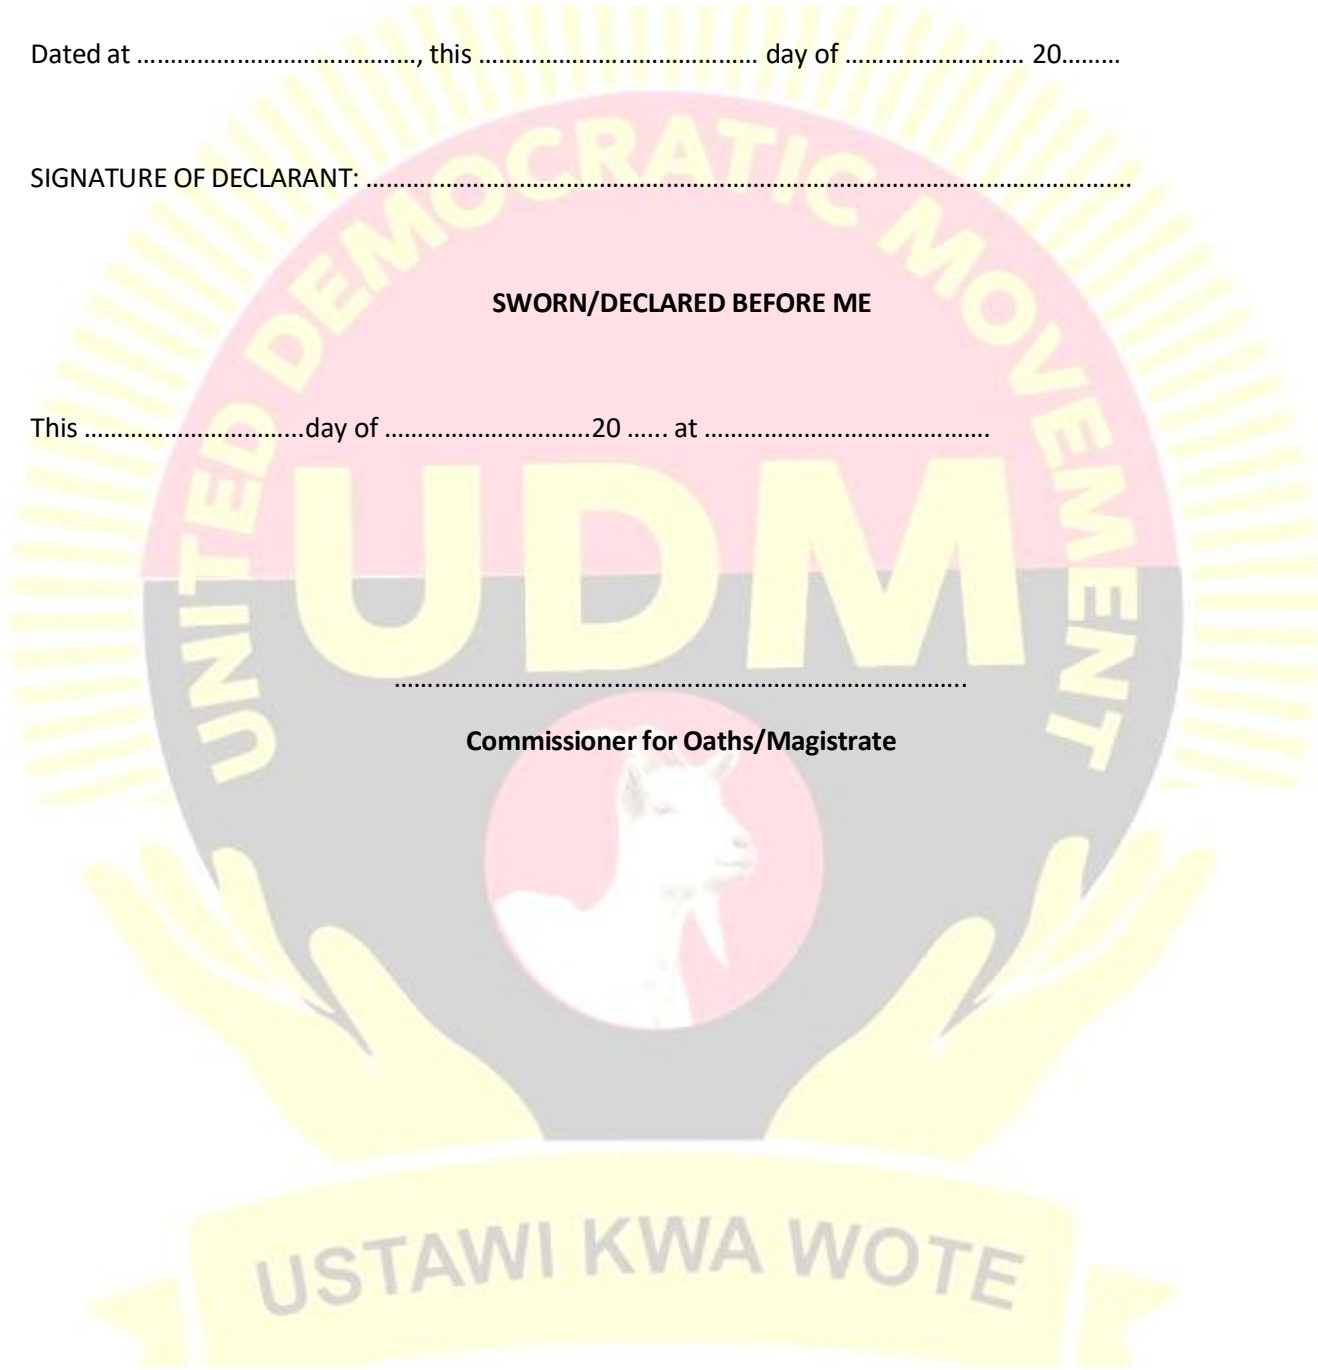 Dated at ……………………………………, this …………………………………… day of ……………………… 20………
SIGNATURE OF DECLARANT: ……………………………………………………………………………………………………
SWORN/DECLARED BEFORE ME
This ……………………………day of ………………………….20 …... at …………………………………….
…………………………………………………………………………..
Commissioner for Oaths/Magistrate
UNITED DEMOCRATIC MOVEMENT
UDM
USTAWI KWA WOTE